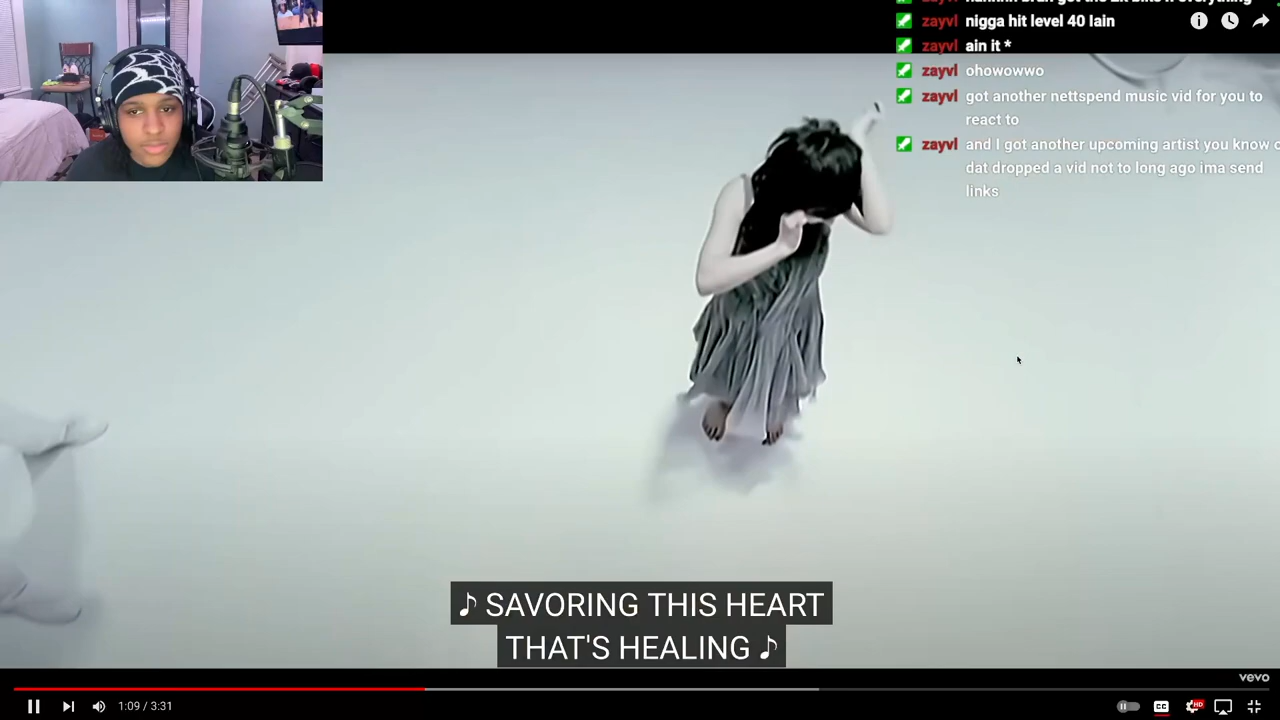 zayvl nigga hit level 40 lain
zayvl ain it *
zayvl ohowowwo
zayvl got another nettspend music vid for you to
react to
zayvl and I got another upcoming artist you know
dat dropped a vid not to long ago ima send
links
♪ SAVORING THIS HEART
THAT'S HEALING ♪
vevo
1:09 / 3:31
CC
HD